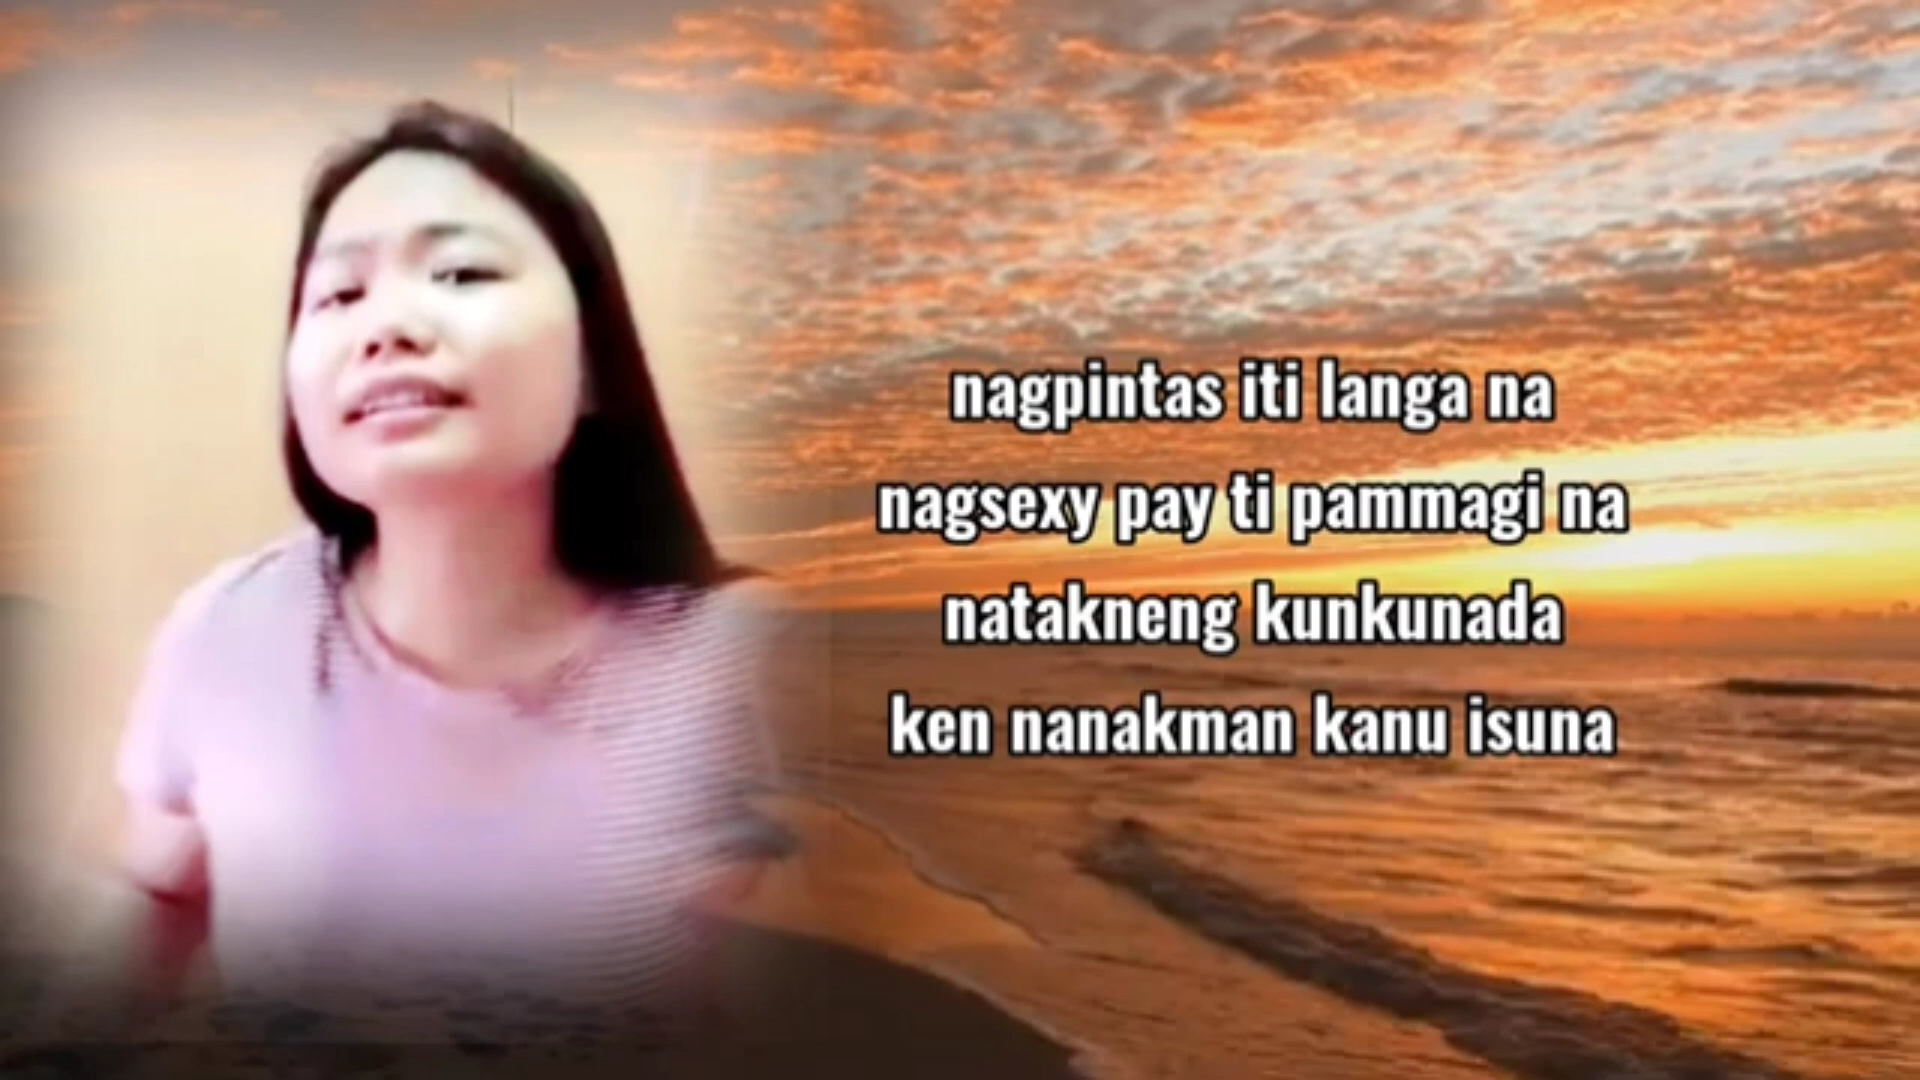 nagpintas iti langa na
nagsexy pay ti pammagi na
natakneng kunkunada
ken nanakman kanu isuna